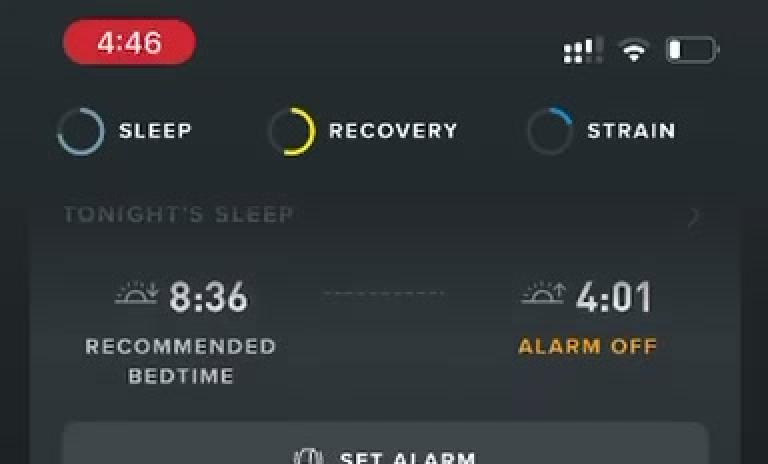 4:46
SLEEP RECOVERY STRAIN
TONIGHT'S SLEEP
8:36 4:01
RECOMMENDED ALARM OFF
BEDTIME
SET ALARM